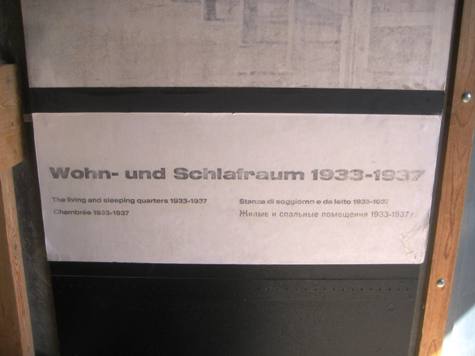 Wohn- und Schlafraum 1933-1937
The living and sleeping quarters 1933-1937
Chambrée 1933-1937
Stanze di soggiorno e da letto 1933-1937
Жилые и спальные помещения 1933-1937 г.